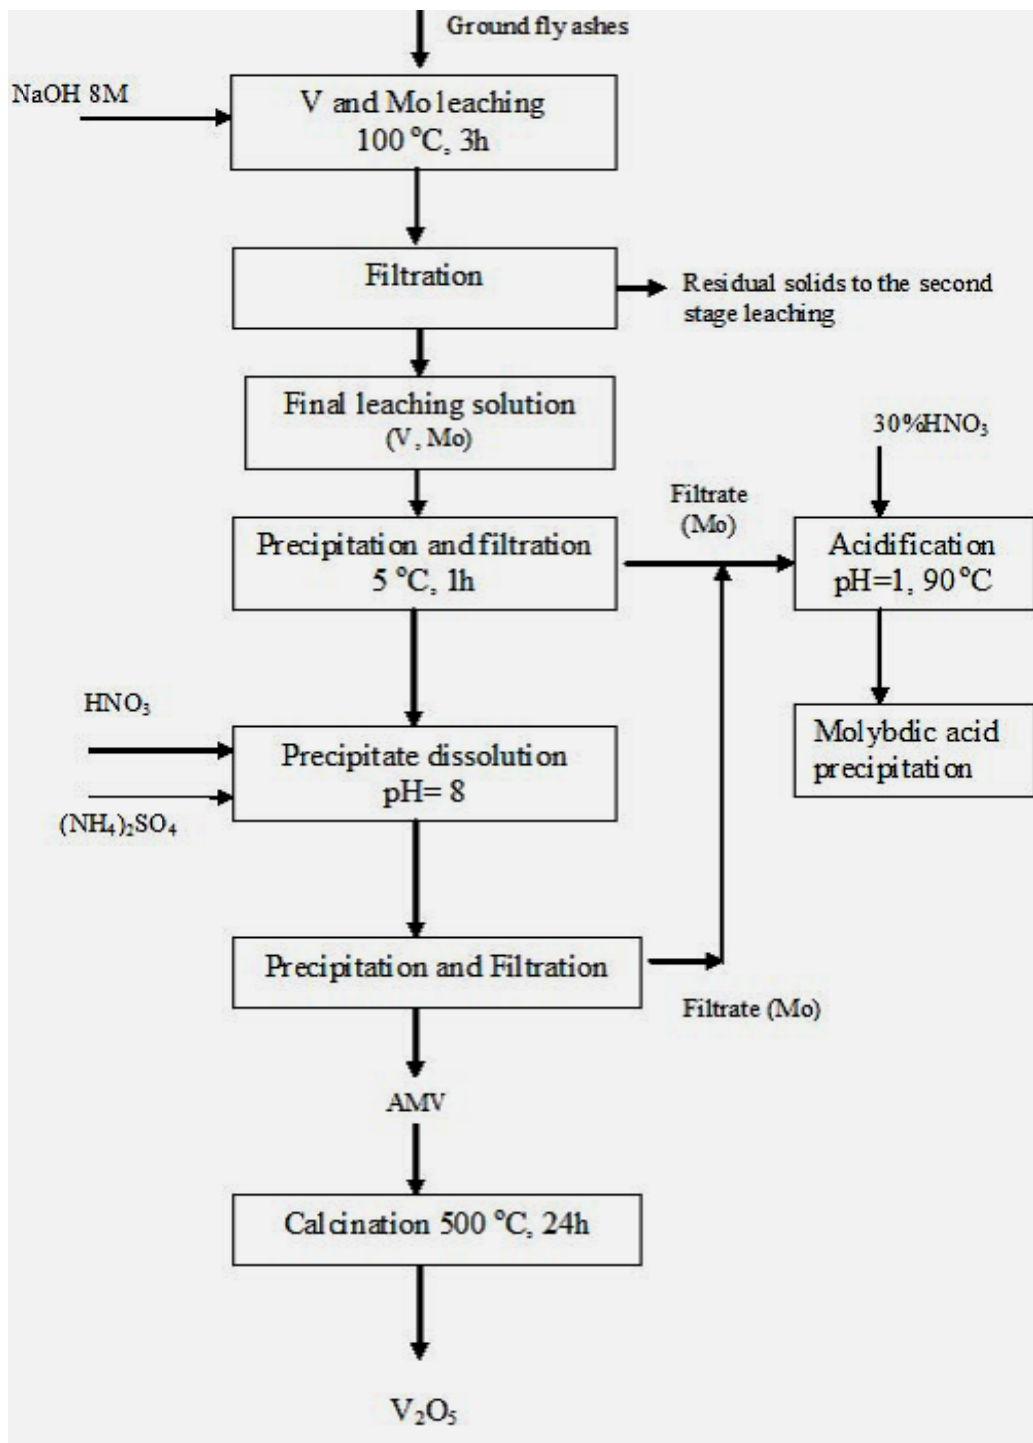 Ground fly ashes
NaOH 8M
V and Mo leaching
100 °C, 3h
Filtration
Residual solids to the second
stage leaching
Final leaching solution
(V, Mo)
30%HNO₃
Filtrate
(Mo)
Precipitation and filtration
5 °C, 1h
Acidification
pH=1, 90 °C
HNO₃
Precipitate dissolution
pH= 8
(NH₄)₂SO₄
Molybdic acid
precipitation
Precipitation and Filtration
Filtrate (Mo)
AMV
Calcination 500 °C, 24h
V₂O₅